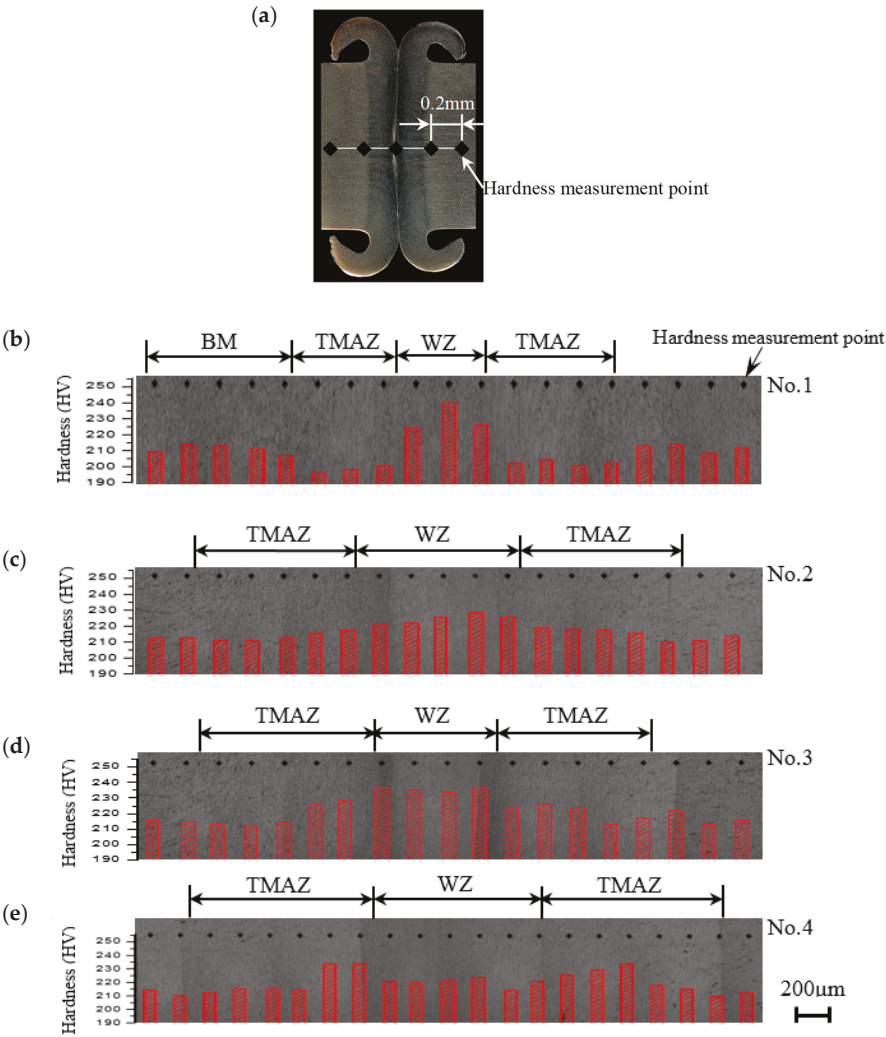 (a)
0.2mm
Hardness measurement point
(b)
BM TMAZ WZ TMAZ
Hardness measurement point
No.1
Hardness (HV)
250
240
230
210
200
190
(c)
TMAZ WZ TMAZ
No.2
Hardness (HV)
250
240
230
220
210
200
190
(d)
TMAZ WZ TMAZ
No.3
Hardness (HV)
250
240
230
220
210
200
190
(e)
TMAZ WZ TMAZ
No.4
Hardness (HV)
250
230
220
210
200
190
200μm